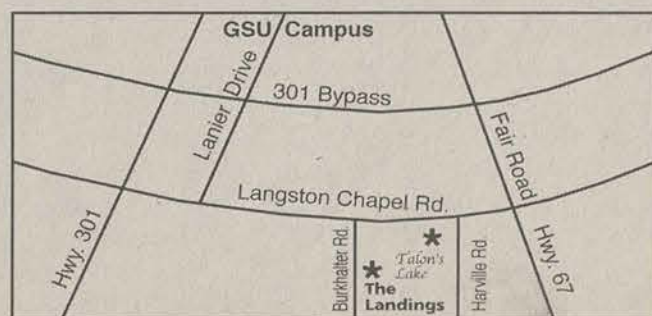 GSU Campus
Lanier Drive
301 Bypass
Fair Road
Langston Chapel Rd.
Hwy. 301
Burkhalter Rd.
Talon's
Lake
The
Landings
Harville Rd.
Hwy. 67